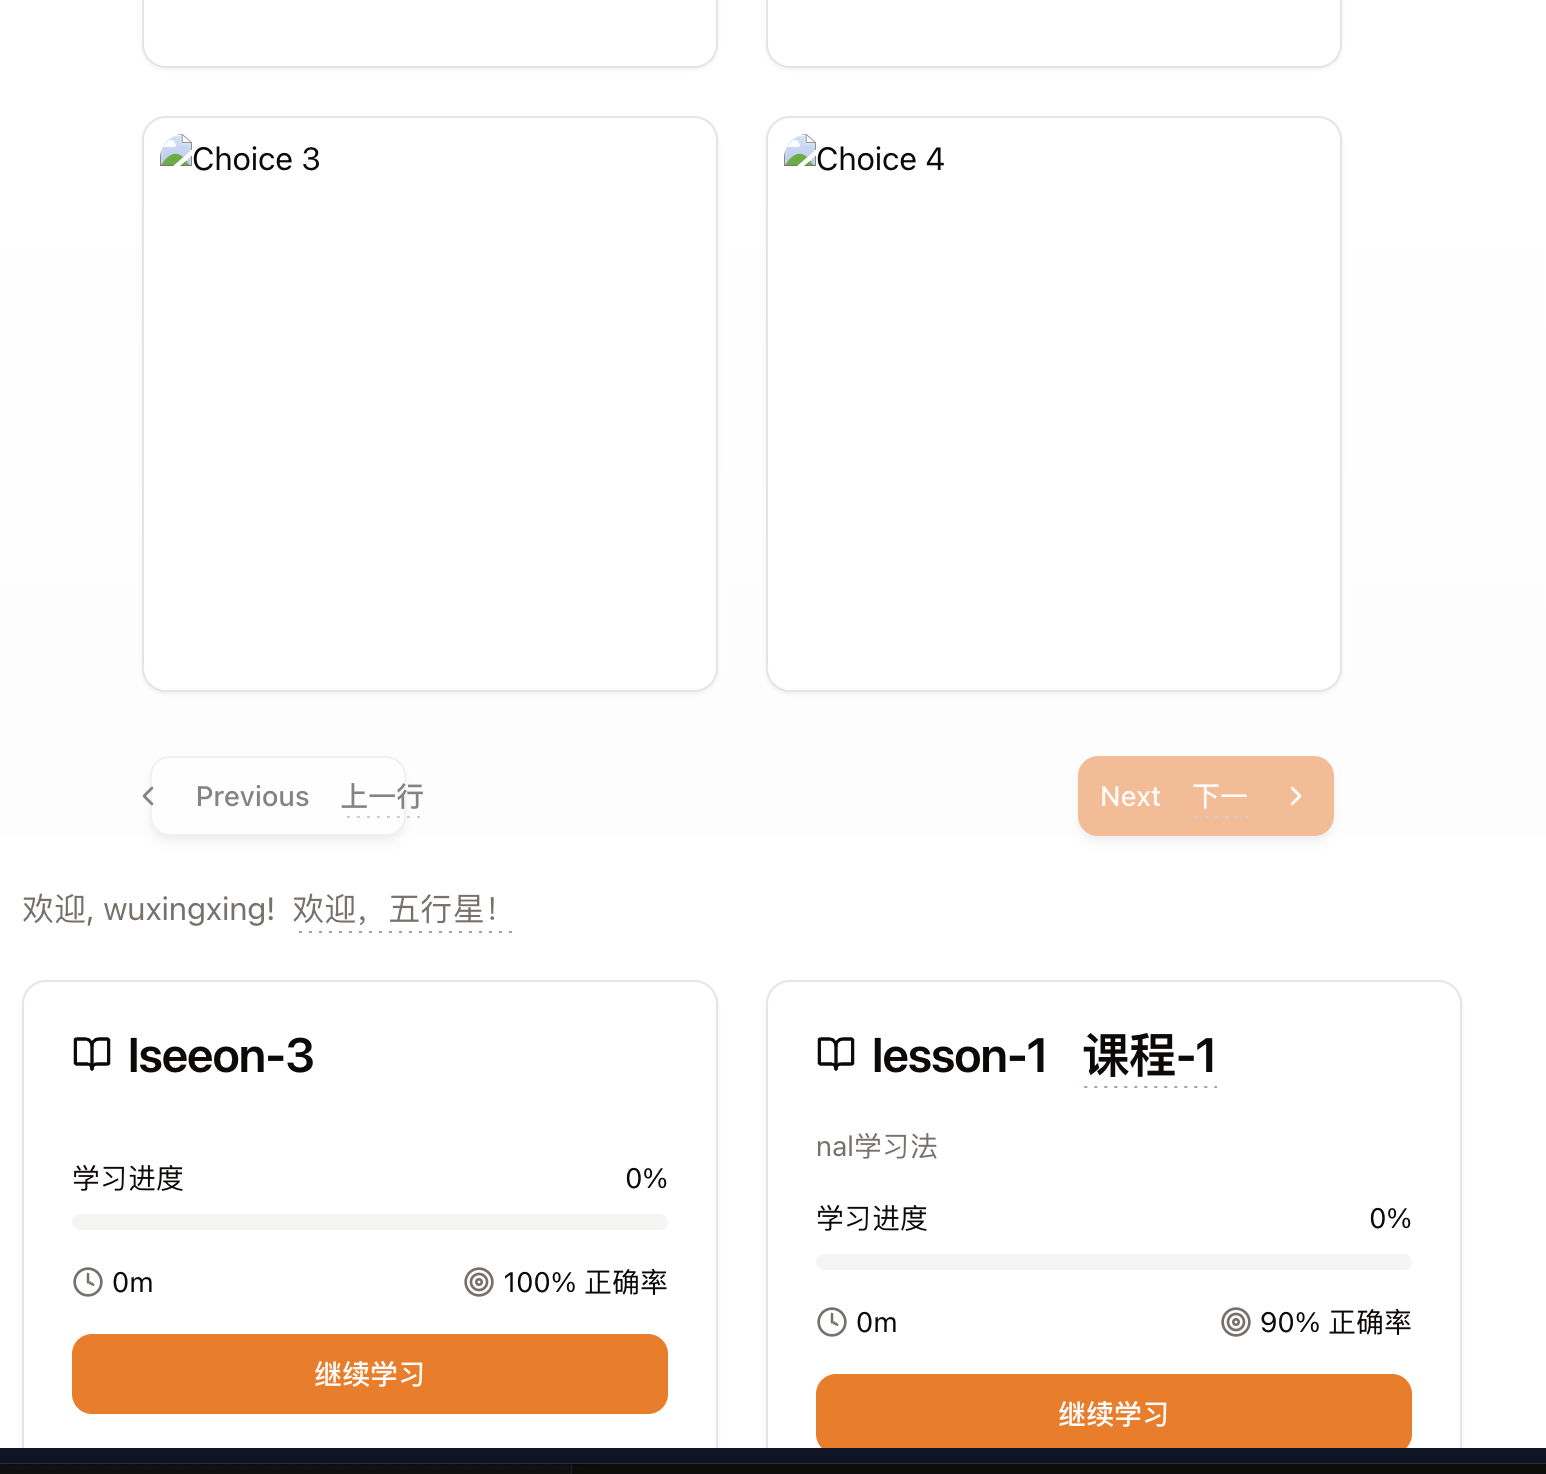 Choice 3
Choice 4
Previous 上一行
Next 下一
欢迎, wuxingxing! 欢迎，五行星！
lseeon-3
学习进度 0%
0m 100% 正确率
继续学习
lesson-1 课程-1
nal学习法
学习进度 0%
0m 90% 正确率
继续学习